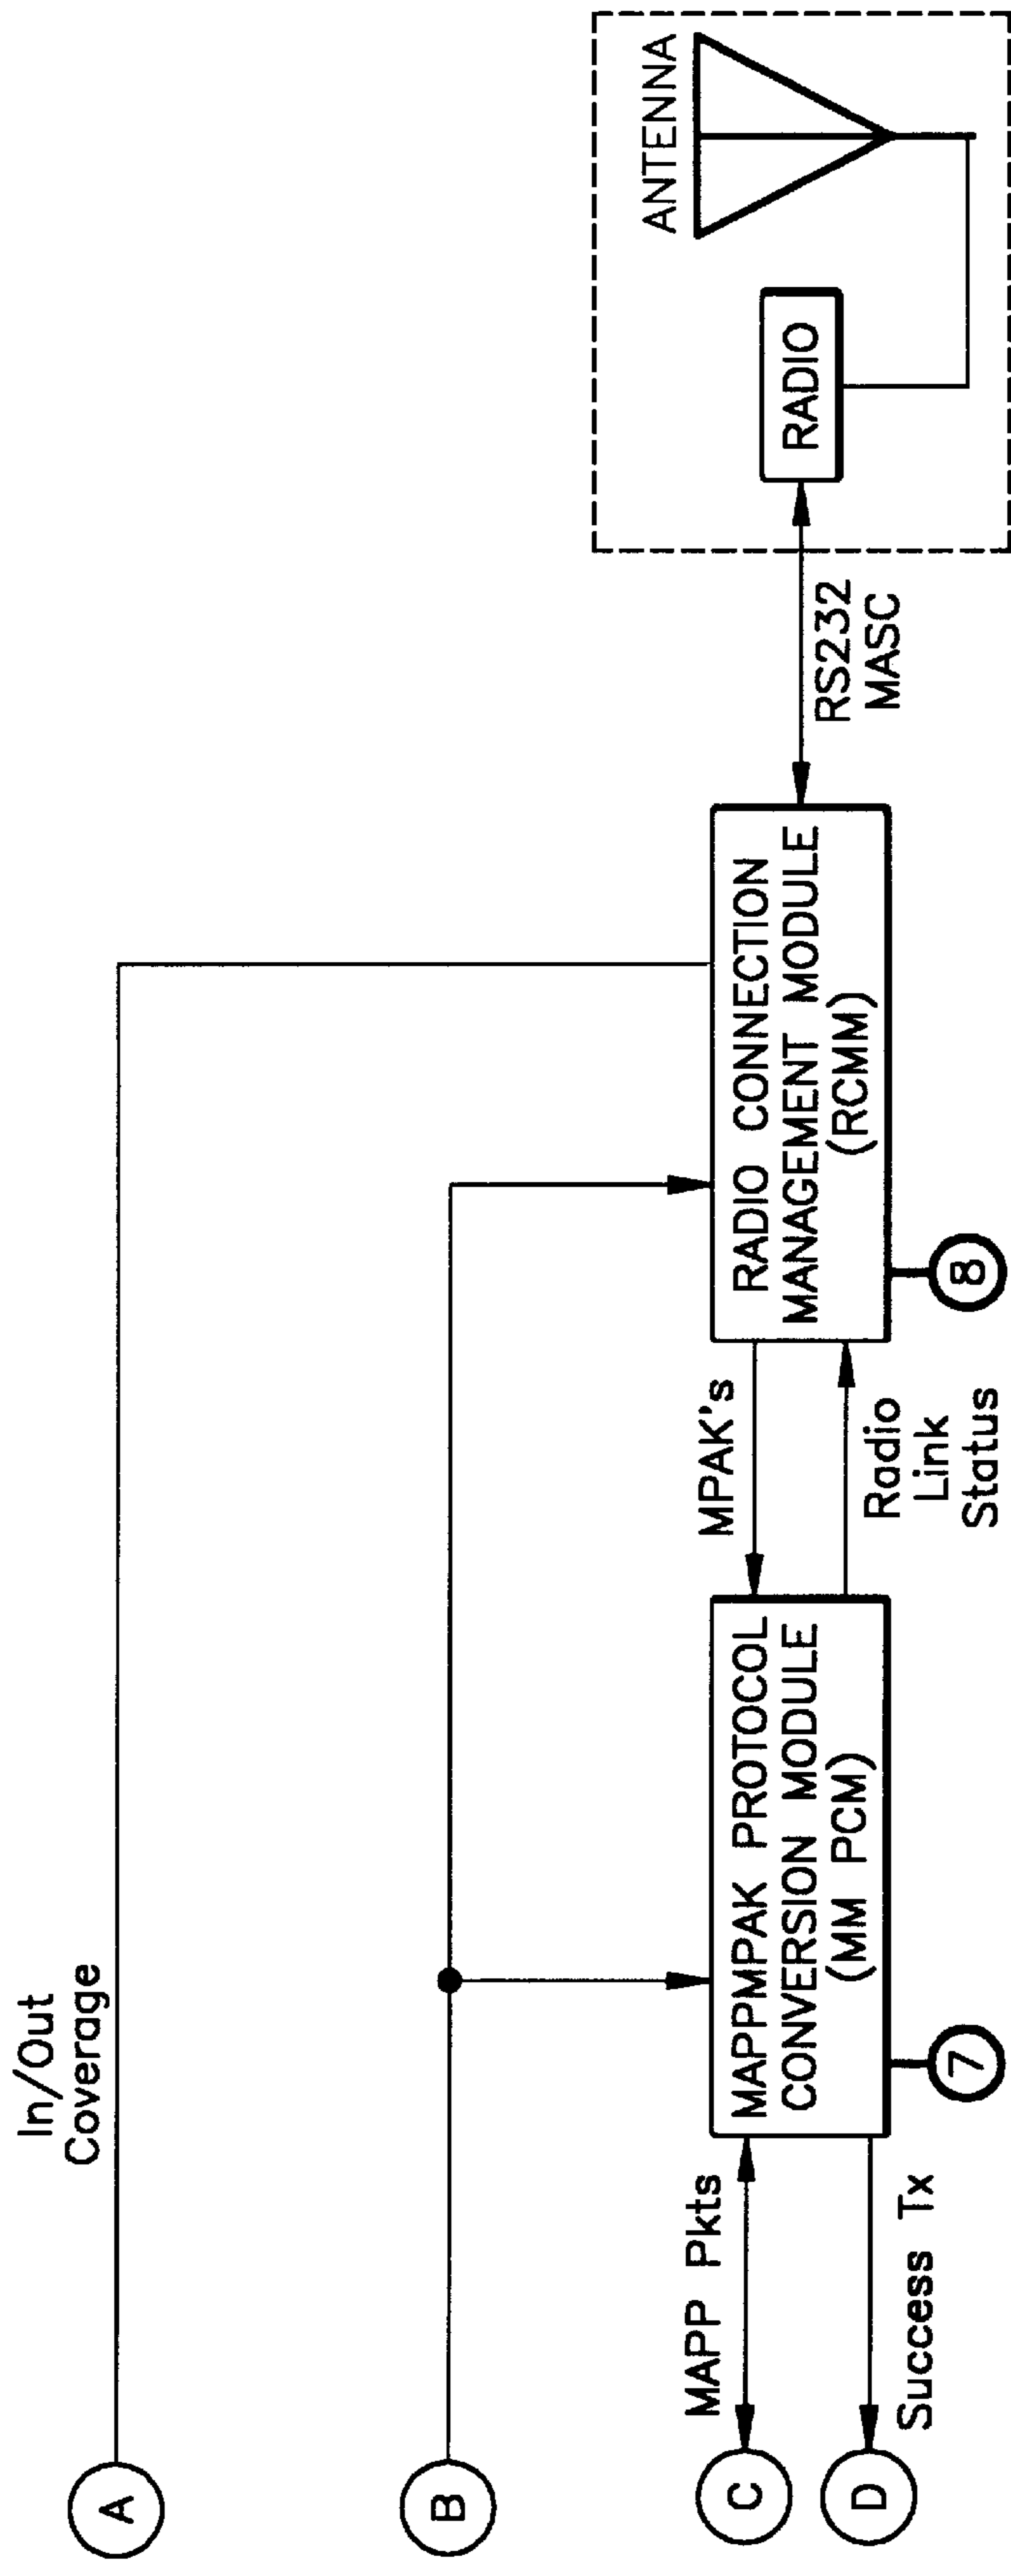 In/Out
Coverage
A
B
C
D
MAPP Pkts
Success Tx
MAPPMPAK PROTOCOL
CONVERSION MODULE
(MM PCM)
7
MPAK's
Radio
Link
Status
RADIO CONNECTION
MANAGEMENT MODULE
(RCMM)
8
RS232
MASC
RADIO
ANTENNA